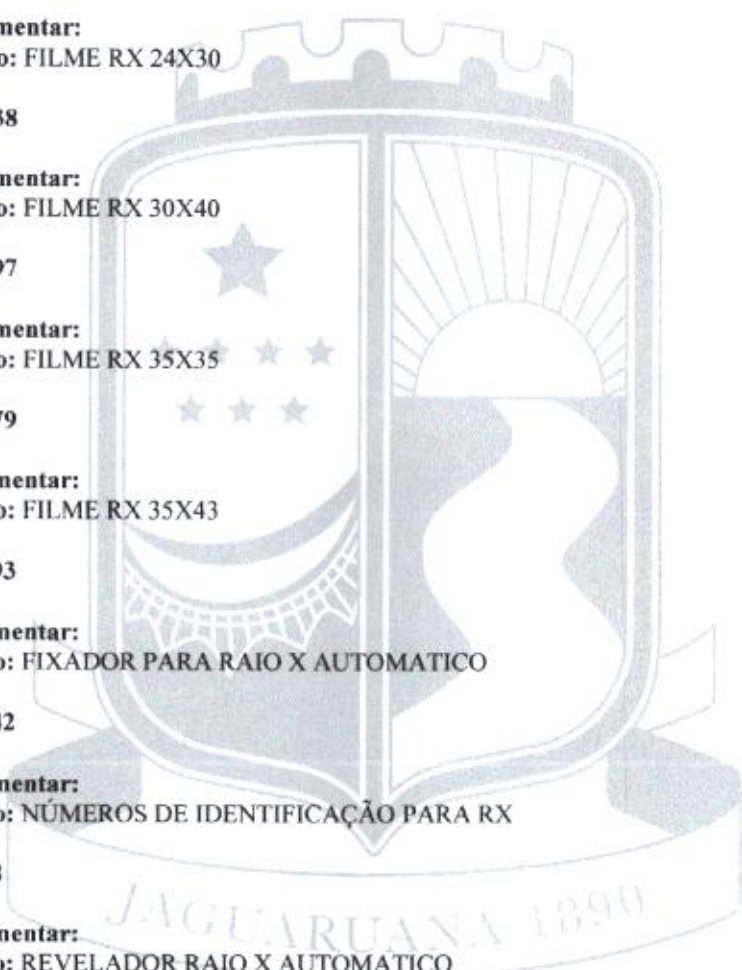 mentar:
o: FILME RX 24X30
38
mentar:
o: FILME RX 30X40
97
mentar:
o: FILME RX 35X35
79
mentar:
o: FILME RX 35X43
93
mentar:
o: FIXADOR PARA RAIO X AUTOMATICO
42
mentar:
o: NÚMEROS DE IDENTIFICAÇÃO PARA RX
mentar:
o: REVELADOR RAIO X AUTOMATICO
JAGUARUANA 1890